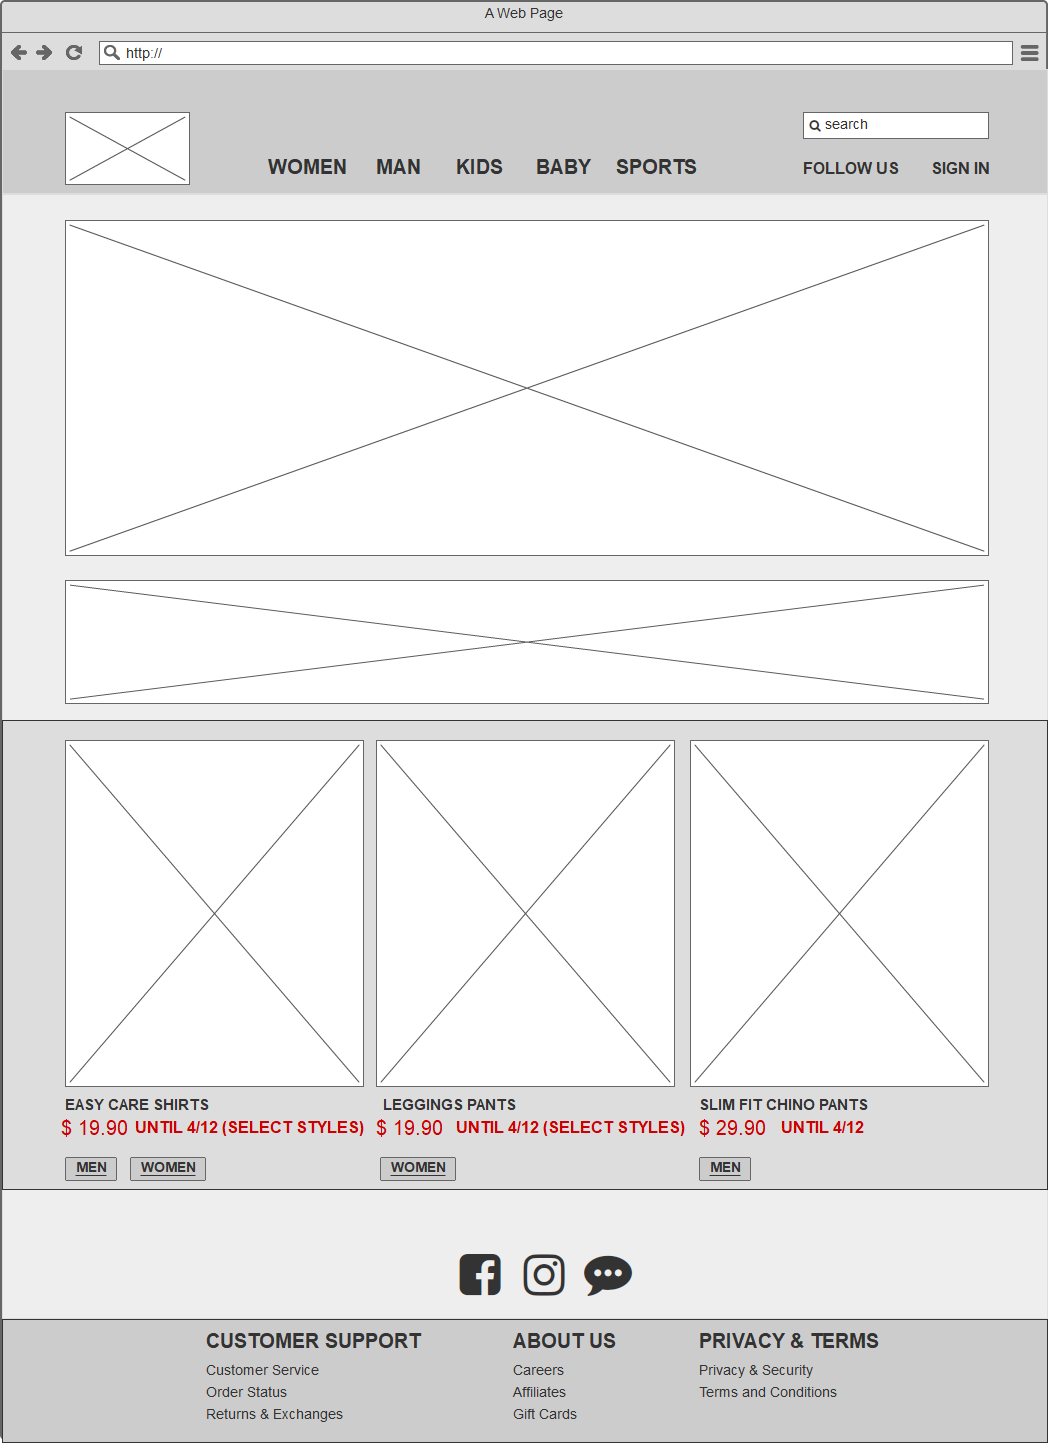 A Web Page
http://
search
WOMEN MAN KIDS BABY SPORTS
FOLLOW US SIGN IN
EASY CARE SHIRTS
$ 19.90 UNTIL 4/12 (SELECT STYLES)
MEN WOMEN
LEGGINGS PANTS
$ 19.90 UNTIL 4/12 (SELECT STYLES)
WOMEN
SLIM FIT CHINO PANTS
$ 29.90 UNTIL 4/12
MEN
CUSTOMER SUPPORT
Customer Service
Order Status
Returns & Exchanges
ABOUT US
Careers
Affiliates
Gift Cards
PRIVACY & TERMS
Privacy & Security
Terms and Conditions